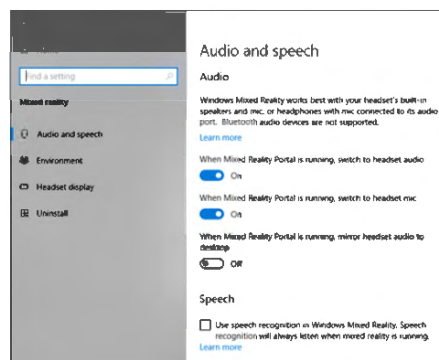 Find a setting
Mixed reality
Audio and speech
Environment
Headset display
Uninstall
Audio and speech
Audio
Windows Mixed Reality works best with your headset's built-in
speakers and mic, or headphones with mic connected to its audio
port. Bluetooth audio devices are not supported.
Learn more
When Mixed Reality Portal is running, switch to headset audio
On
When Mixed Reality Portal is running, switch to headset mic
On
When Mixed Reality Portal is running, mirror headset audio to
desktop
Off
Speech
Use speech recognition in Windows Mixed Reality. Speech
recognition will always listen when mixed reality is running.
Learn more